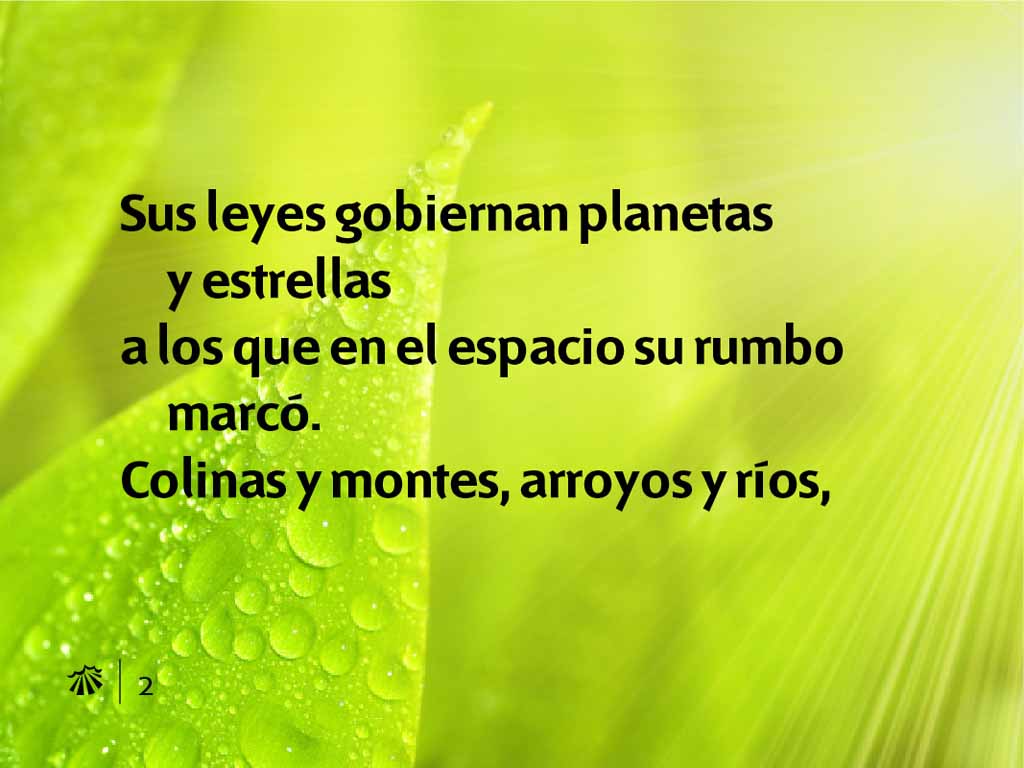 Sus leyes gobiernan planetas
y estrellas
a los que en el espacio su rumbo
marcó.
Colinas y montes, arroyos y ríos,
2